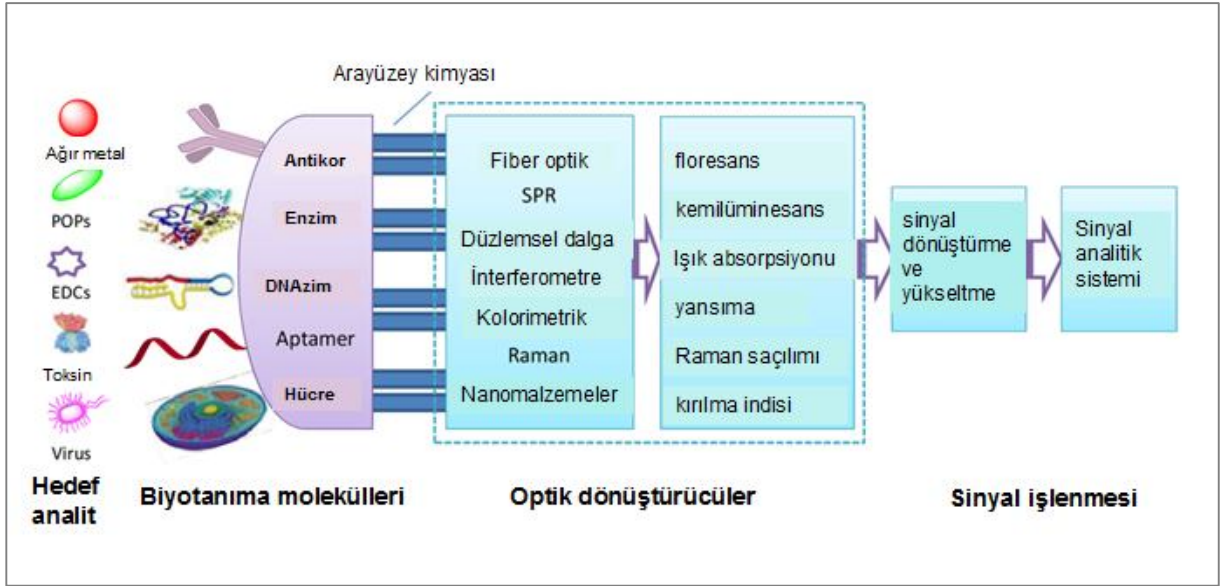 Arayüzey kimyası
Ağır metal
POPs
EDCs
Toksin
Virus
Hedef
analit
Antikor
Enzim
DNAzim
Aptamer
Hücre
Biyotanıma molekülleri
Fiber optik
SPR
Düzlemsel dalga
İnterferometre
Kolorimetrik
Raman
Nanomalzemeler
floresans
kemilüminesans
Işık absorpsiyonu
yansıma
Raman saçılımı
kırılma indisi
Optik dönüştürücüler
sinyal
dönüştürme
ve
yükseltme
Sinyal
analitik
sistemi
Sinyal işlenmesi